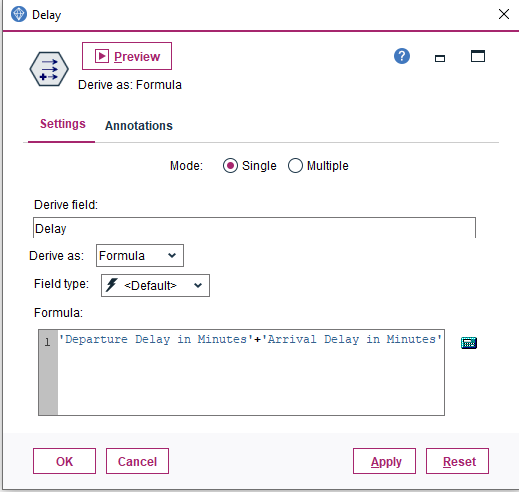 Delay
Preview
Derive as: Formula
Settings Annotations
Mode: Single Multiple
Derive field:
Delay
Derive as: Formula
Field type: <Default>
Formula:
1 'Departure Delay in Minutes'+'Arrival Delay in Minutes'
OK Cancel Apply Reset